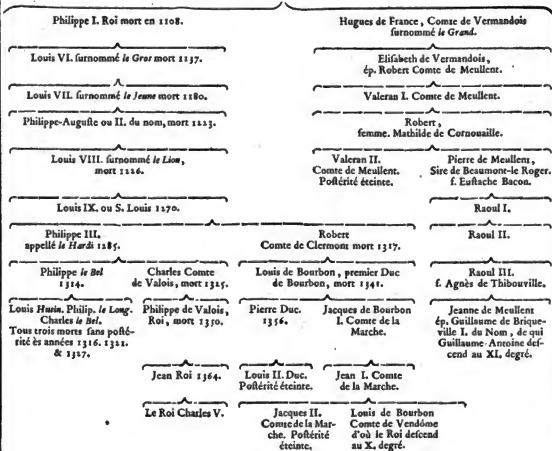 Philippe I. Roi mort en 1108.
Hugues de France, Comte de Vermandois
ſurnommé le Grand.
Louis VI. ſurnommé le Gros mort 1137.
Eliſabeth de Vermandois,
ép. Robert Comte de Meullent.
Louis VII. ſurnommé le Jeune mort 1180.
Valeran I. Comte de Meullent.
Philippe-Auguſte ou II. du nom, mort 1223.
Robert,
femme. Mathilde de Cornouaille.
Louis VIII. ſurnommé le Lion,
mort 1226.
Valeran II.
Comte de Meullent.
Poſtérité éteinte.
Pierre de Meullent,
Sire de Beaumont-le Roger.
f. Euſtache Bacon.
Louis IX. ou S. Louis 1270.
Raoul I.
Philippe III.
appellé le Hardi 1285.
Robert
Comte de Clermont mort 1317.
Raoul II.
Philippe le Bel
1314.
Charles Comte
de Valois, mort 1325.
Louis de Bourbon, premier Duc
de Bourbon, mort 1341.
Raoul III.
f. Agnès de Thibouville.
Louis Hutin. Philip. le Long.
Charles le Bel.
Tous trois morts ſans poſté-
rité ès années 1316. 1321.
& 1327.
Philippe de Valois,
Roi, mort 1350.
Pierre Duc.
1356.
Jacques de Bourbon
I. Comte de la
Marche.
Jeanne de Meullent
ép. Guillaume de Brique-
ville I. du Nom, de qui
Guillaume-Antoine deſ-
cend au XI. degré.
Jean Roi 1364.
Louis II. Duc.
Poſtérité éteinte.
Jean I. Comte
de la Marche.
Le Roi Charles V.
Jacques II.
Comte de la Mar-
che. Poſtérité
éteinte.
Louis de Bourbon
Comte de Vendôme
d'où le Roi deſcend
au X. degré.